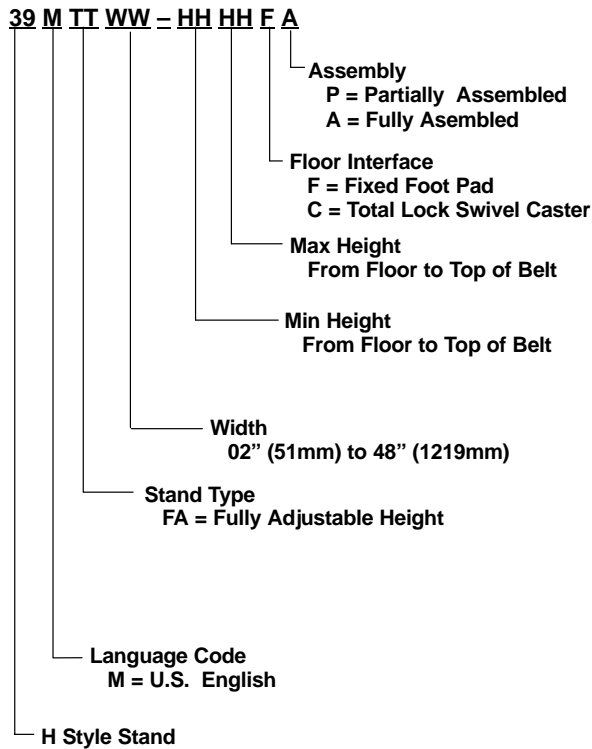 39 M TT WW – HH HH F A
Assembly
P = Partially Assembled
A = Fully Asembled
Floor Interface
F = Fixed Foot Pad
C = Total Lock Swivel Caster
Max Height
From Floor to Top of Belt
Min Height
From Floor to Top of Belt
Width
02” (51mm) to 48” (1219mm)
Stand Type
FA = Fully Adjustable Height
Language Code
M = U.S. English
H Style Stand